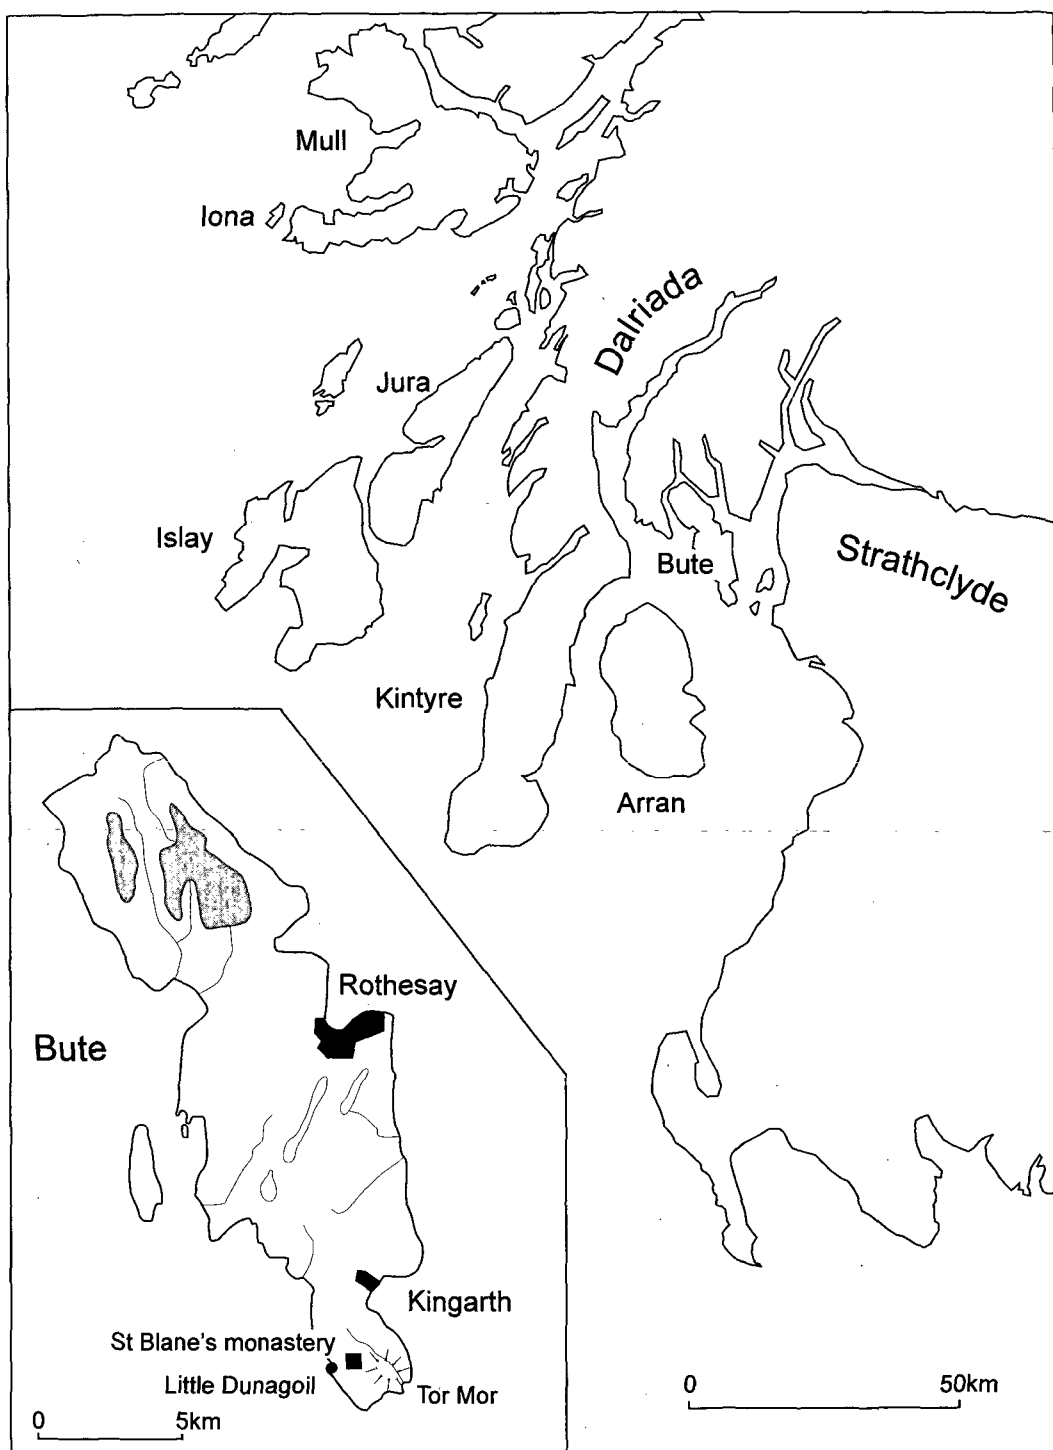 Mull
Iona
Dalriada
Jura
Islay
Bute
Strathclyde
Kintyre
Arran
Rothesay
Bute
Kingarth
St Blane's monastery
Little Dunagoil
Tor Mor
0 5km
0 50km